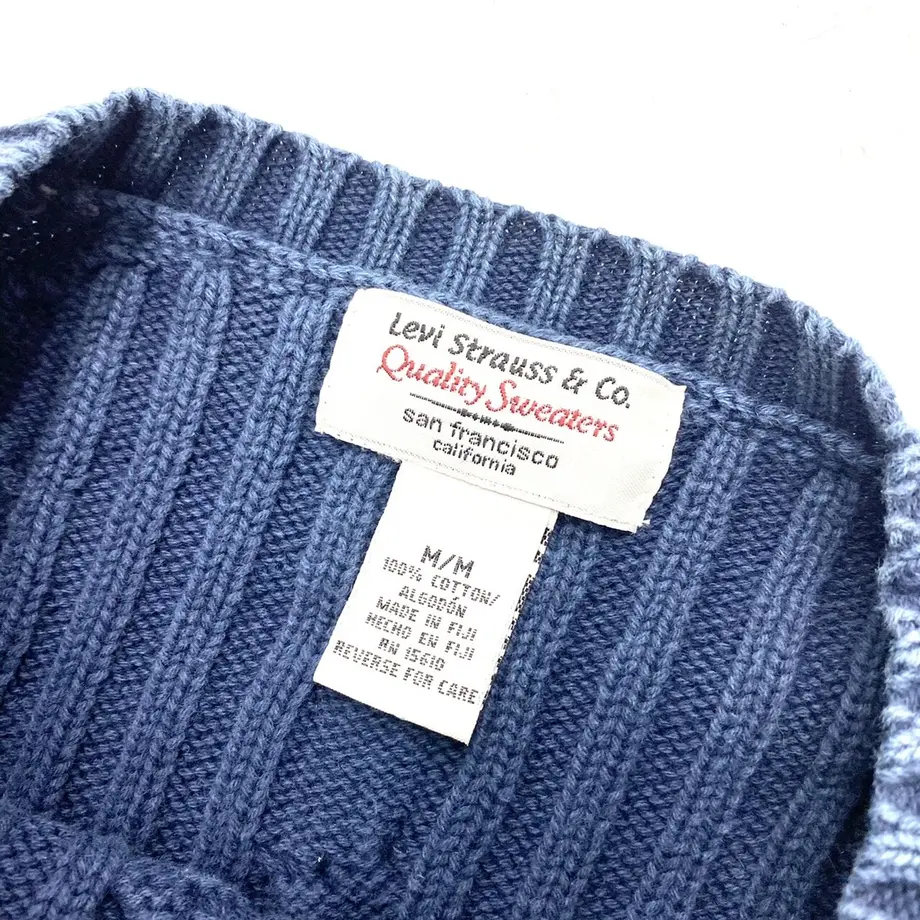 Levi Strauss & Co.
Quality Sweaters
san francisco
california
M/M
100% COTTON/
ALGODÓN
MADE IN FIJI
HECHO EN FIJI
RN 15610
REVERSE FOR CARE